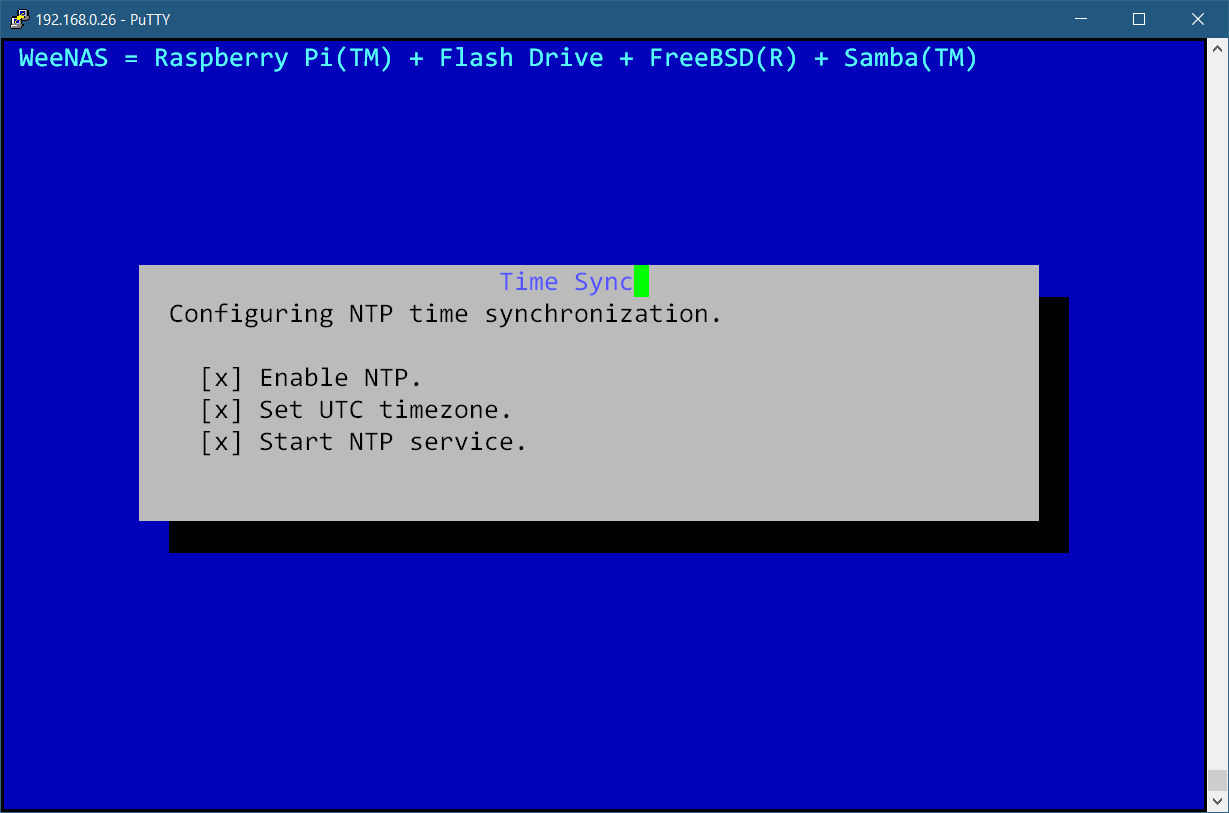 192.168.0.26 - PuTTY
WeeNAS = Raspberry Pi(TM) + Flash Drive + FreeBSD(R) + Samba(TM)
Time Sync
Configuring NTP time synchronization.
[x] Enable NTP.
[x] Set UTC timezone.
[x] Start NTP service.